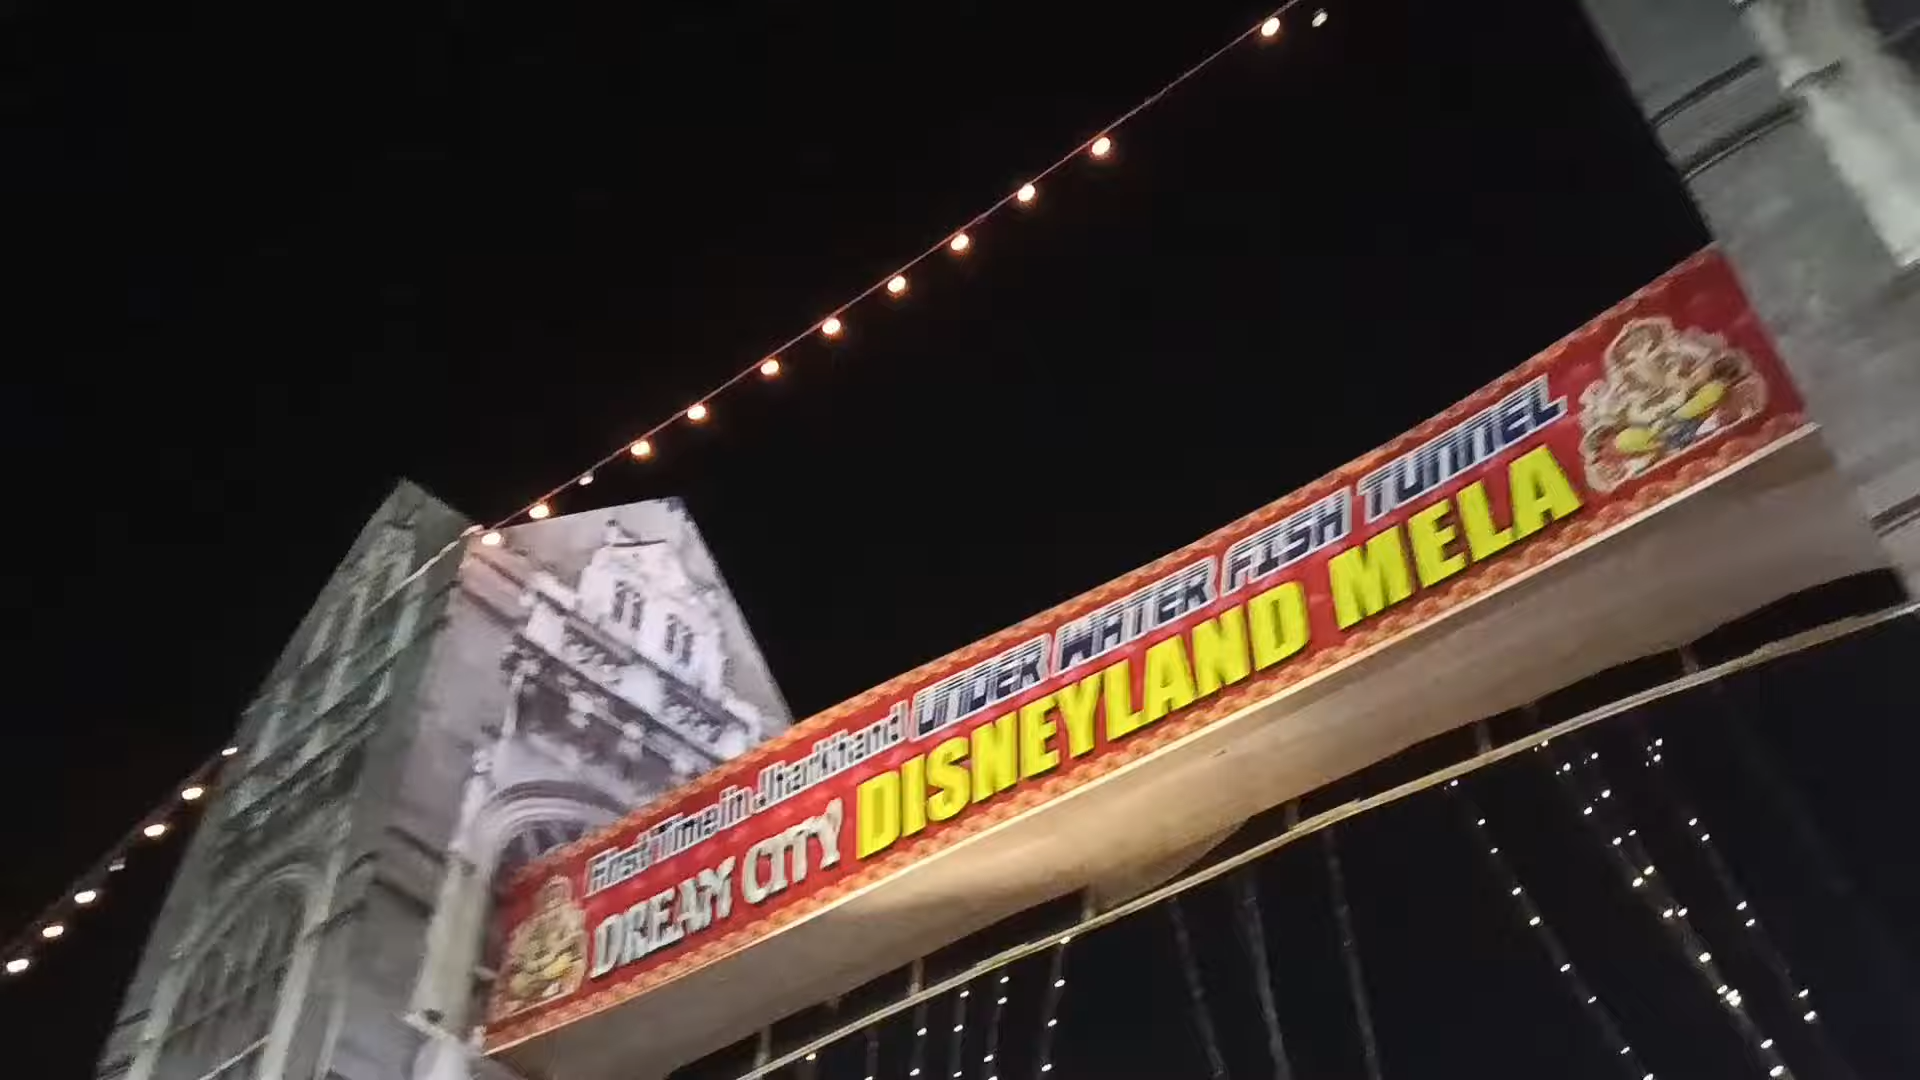 First Time in Jharkhand UNDER WATER FISH TUNNEL
DREAM CITY DISNEYLAND MELA